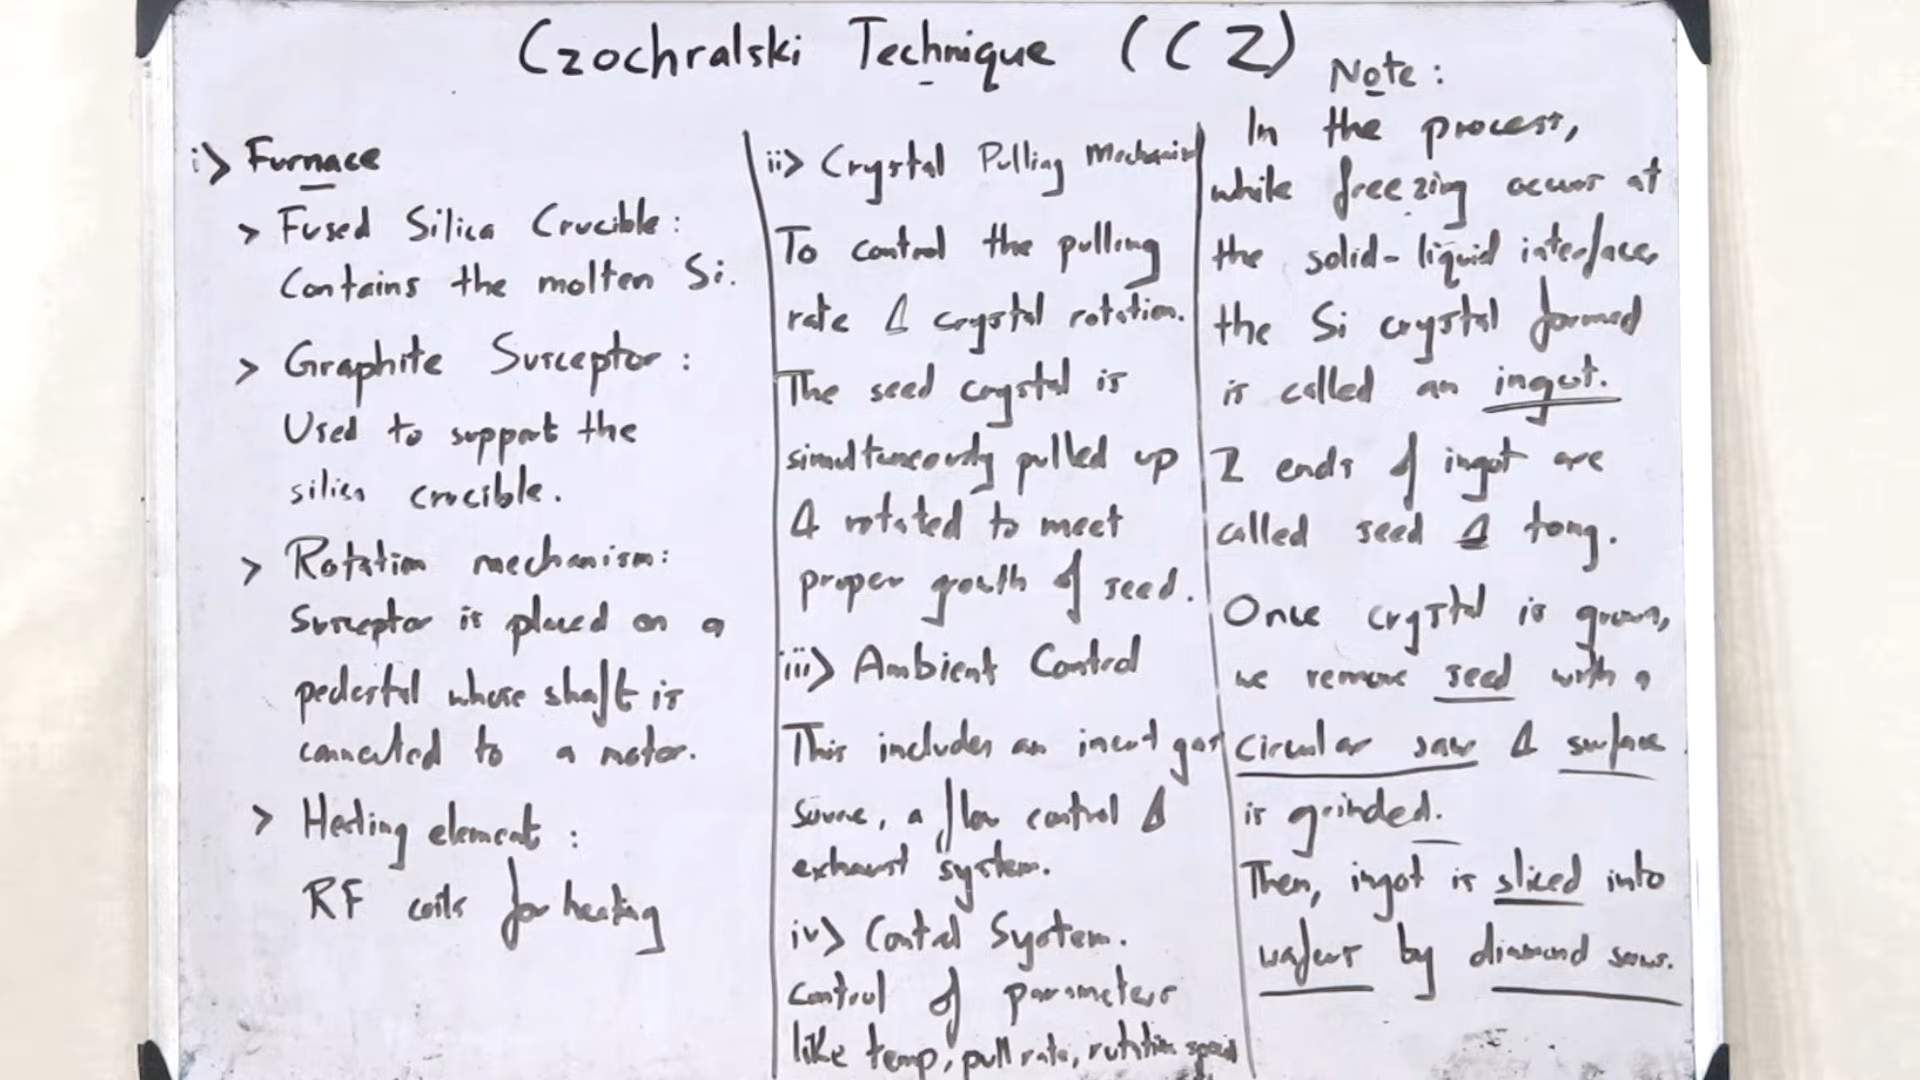 Czochralski Technique (CZ)
i> Furnace
> Fused Silica Crucible:
Contains the molten Si.
> Graphite Susceptor:
Used to support the
silica crucible.
> Rotation mechanism:
Susceptor is placed on a
pedestal whose shaft is
connected to a motor.
> Heating element:
RF coils for heating
ii> Crystal Pulling Mechanism
To control the pulling
rate & crystal rotation.
The seed crystal is
simultaneously pulled up
& rotated to meet
proper growth of seed.
iii> Ambient Control
This includes an inert gas
source, a flow control &
exhaust system.
iv> Control System.
Control of parameters
like temp, pull rate, rotation speed
Note:
In the process,
while freezing occurs at
the solid-liquid interface,
the Si crystal formed
is called an ingot.
2 ends of ingot are
called seed & tong.
Once crystal is grown,
we remove seed with a
circular saw & surface
is grinded.
Then, ingot is sliced into
wafers by diamond saws.